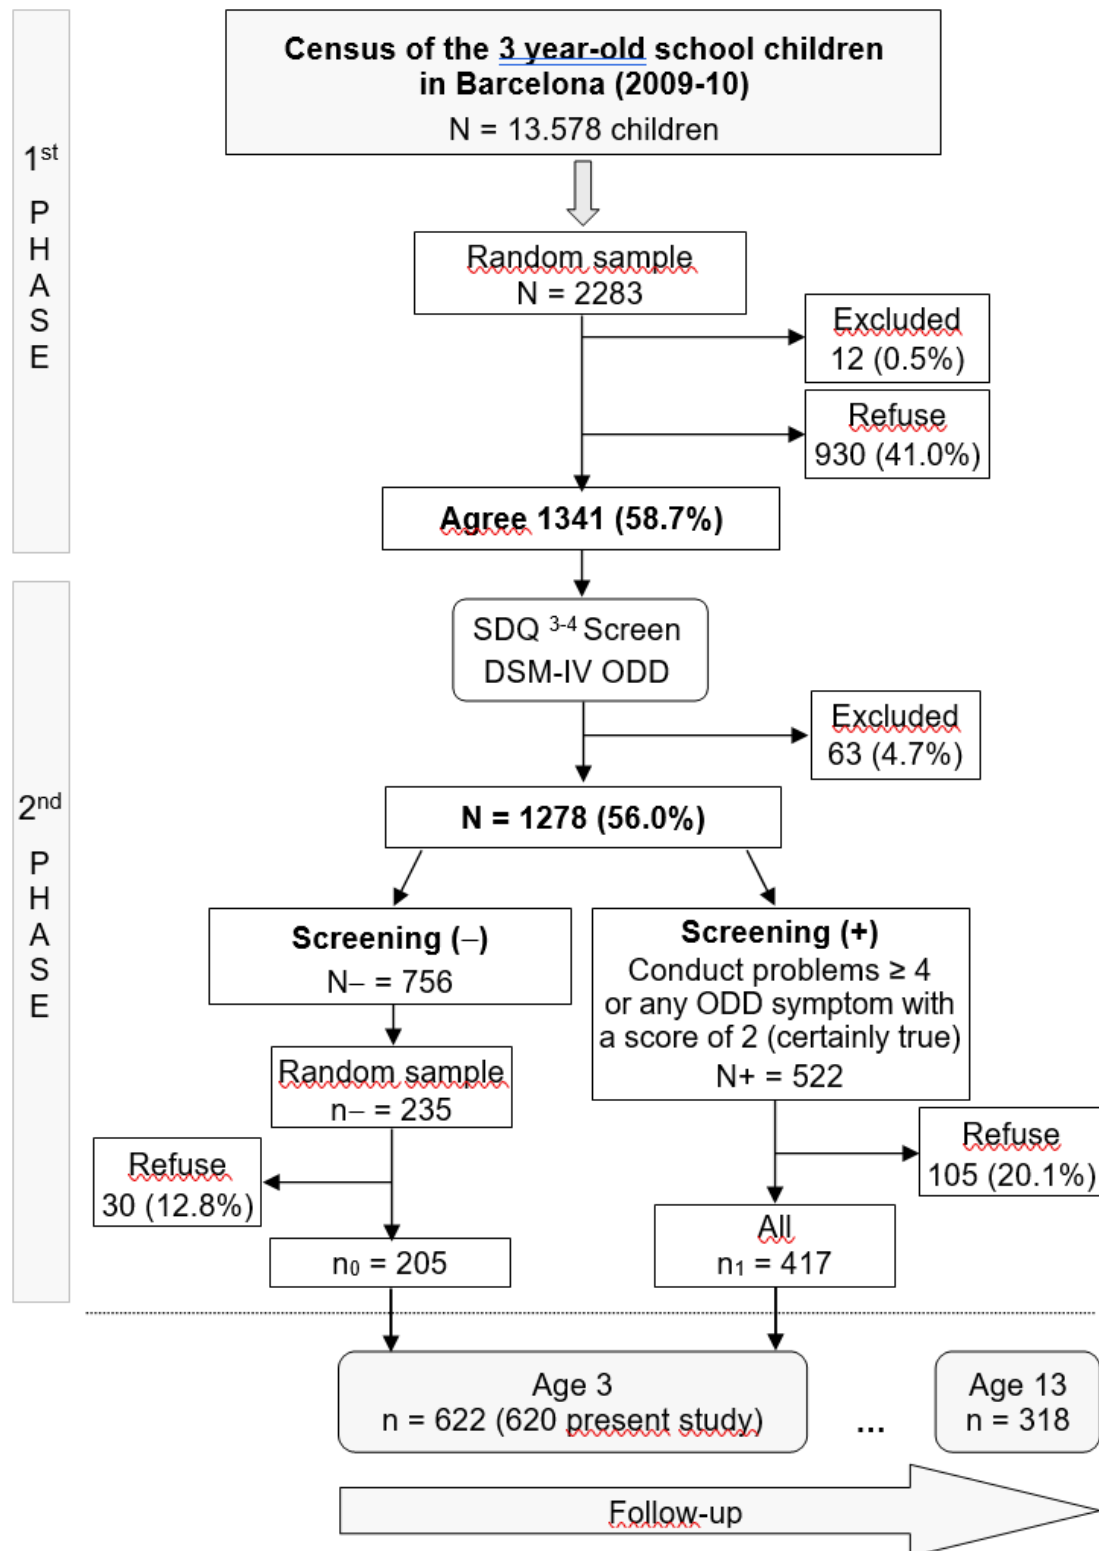 1st
PHASE
Census of the 3 year-old school children
in Barcelona (2009-10)
N = 13.578 children
Random sample
N = 2283
Excluded
12 (0.5%)
Refuse
930 (41.0%)
Agree 1341 (58.7%)
2nd
PHASE
SDQ 3-4 Screen
DSM-IV ODD
Excluded
63 (4.7%)
N = 1278 (56.0%)
Screening (–)
N– = 756
Screening (+)
Conduct problems ≥ 4
or any ODD symptom with
a score of 2 (certainly true)
N+ = 522
Random sample
n– = 235
Refuse
30 (12.8%)
Refuse
105 (20.1%)
n0 = 205
All
n1 = 417
Age 3
n = 622 (620 present study)
...
Age 13
n = 318
Follow-up